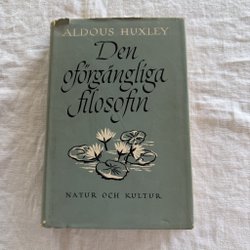 ALDOUS HUXLEY
Den
oförgängliga
filosofin
NATUR OCH KULTUR